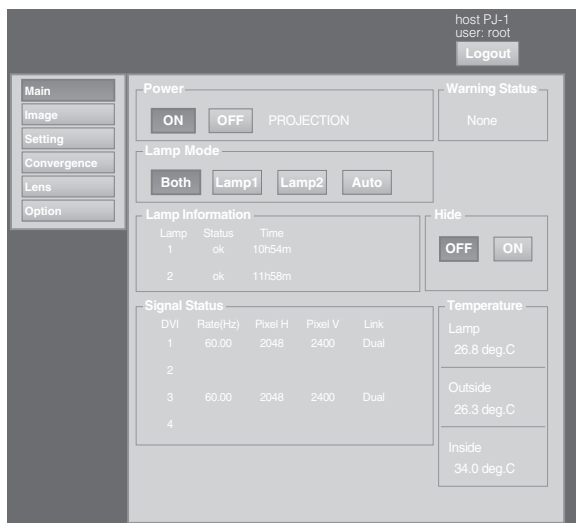 host PJ-1
user: root
Logout
Main
Image
Setting
Convergence
Lens
Option
Power
ON OFF PROJECTION
Warning Status
None
Lamp Mode
Both Lamp1 Lamp2 Auto
Lamp Information
Lamp Status Time
1 ok 10h54m
2 ok 11h58m
Hide
OFF ON
Signal Status
DVI Rate(Hz) Pixel H Pixel V Link
1 60.00 2048 2400 Dual
2
3 60.00 2048 2400 Dual
4
Temperature
Lamp
26.8 deg.C
Outside
26.3 deg.C
Inside
34.0 deg.C